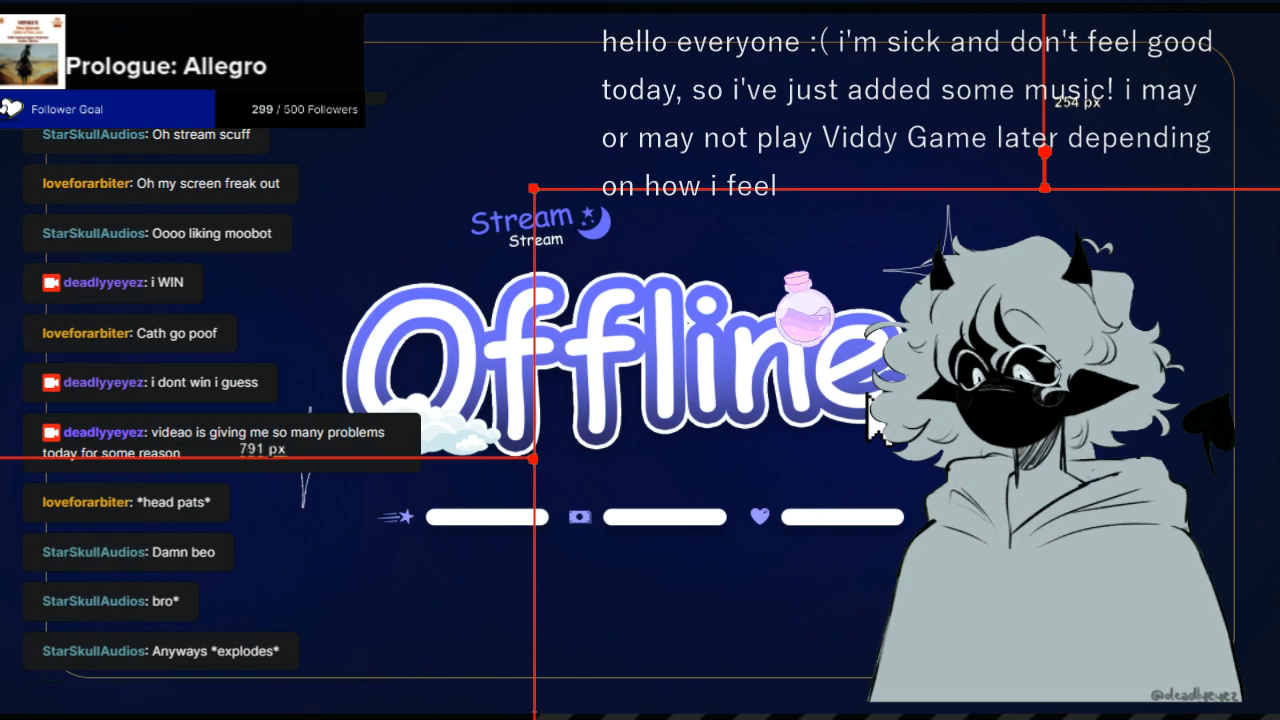 Prologue: Allegro
Follower Goal
299 / 500 Followers
hello everyone :( i'm sick and don't feel good
today, so i've just added some music! i may
or may not play Viddy Game later depending
on how i feel
254 px
StarSkullAudios: Oh stream scuff
loveforarbiter: Oh my screen freak out
StarSkullAudios: Oooo liking moobot
deadlyyeyez: i WIN
loveforarbiter: Cath go poof
deadlyyeyez: i dont win i guess
deadlyyeyez: videao is giving me so many problems
today for some reason
791 px
loveforarbiter: *head pats*
StarSkullAudios: Damn beo
StarSkullAudios: bro*
StarSkullAudios: Anyways *explodes*
Stream
Stream
Offline
@deadlyeyez